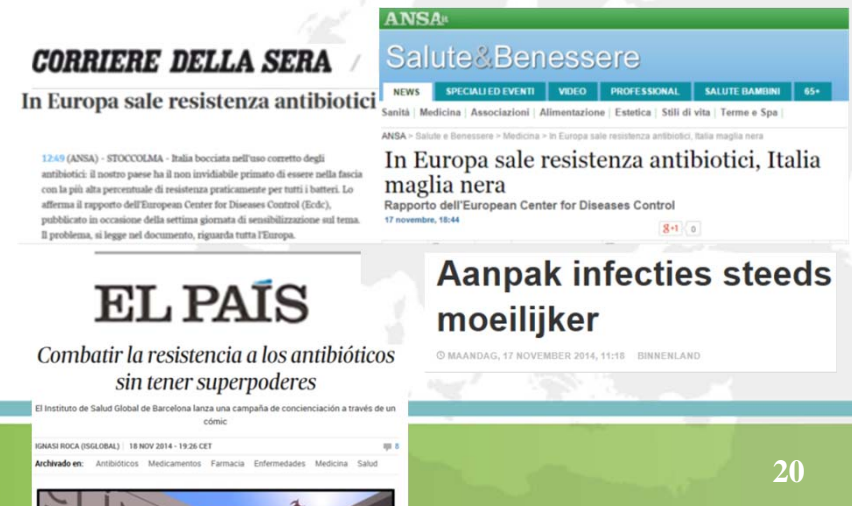 CORRIERE DELLA SERA /
In Europa sale resistenza antibiotici
12:49 (ANSA) - STOCCOLMA - Italia bocciata nell'uso corretto degli
antibiotici: il nostro paese ha il non invidiabile primato di essere nella fascia
con la più alta percentuale di resistenza praticamente per tutti i batteri. Lo
afferma il rapporto dell'European Center for Diseases Control (Ecdc),
pubblicato in occasione della settima giornata di sensibilizzazione sul tema.
Il problema, si legge nel documento, riguarda tutta l'Europa.
ANSA.it
Salute&Benessere
NEWS SPECIALI ED EVENTI VIDEO PROFESSIONAL SALUTE BAMBINI 65+
Sanità | Medicina | Associazioni | Alimentazione | Estetica | Stili di vita | Terme e Spa |
ANSA > Salute e Benessere > Medicina > In Europa sale resistenza antibiotici, Italia maglia nera
In Europa sale resistenza antibiotici, Italia
maglia nera
Rapporto dell'European Center for Diseases Control
17 novembre, 18:44
g+1 0
EL PAÍS
Combatir la resistencia a los antibióticos
sin tener superpoderes
El Instituto de Salud Global de Barcelona lanza una campaña de concienciación a través de un
cómic
IGNASI ROCA (ISGLOBAL) | 18 NOV 2014 - 19:26 CET 8
Archivado en: Antibióticos Medicamentos Farmacia Enfermedades Medicina Salud
Aanpak infecties steeds
moeilijker
MAANDAG, 17 NOVEMBER 2014, 11:16 BINNENLAND
20